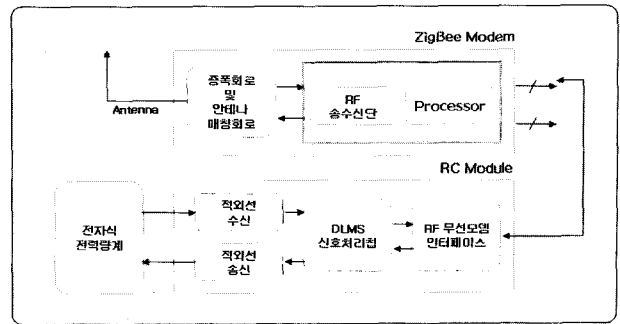 ZigBee Modem
증폭회로
및
안테나
매칭회로
RF
송수신단
Processor
Antenna
RC Module
전자식
전력량계
적외선
수신
적외선
송신
DLMS
신호처리칩
RF 무선모뎀
인터페이스